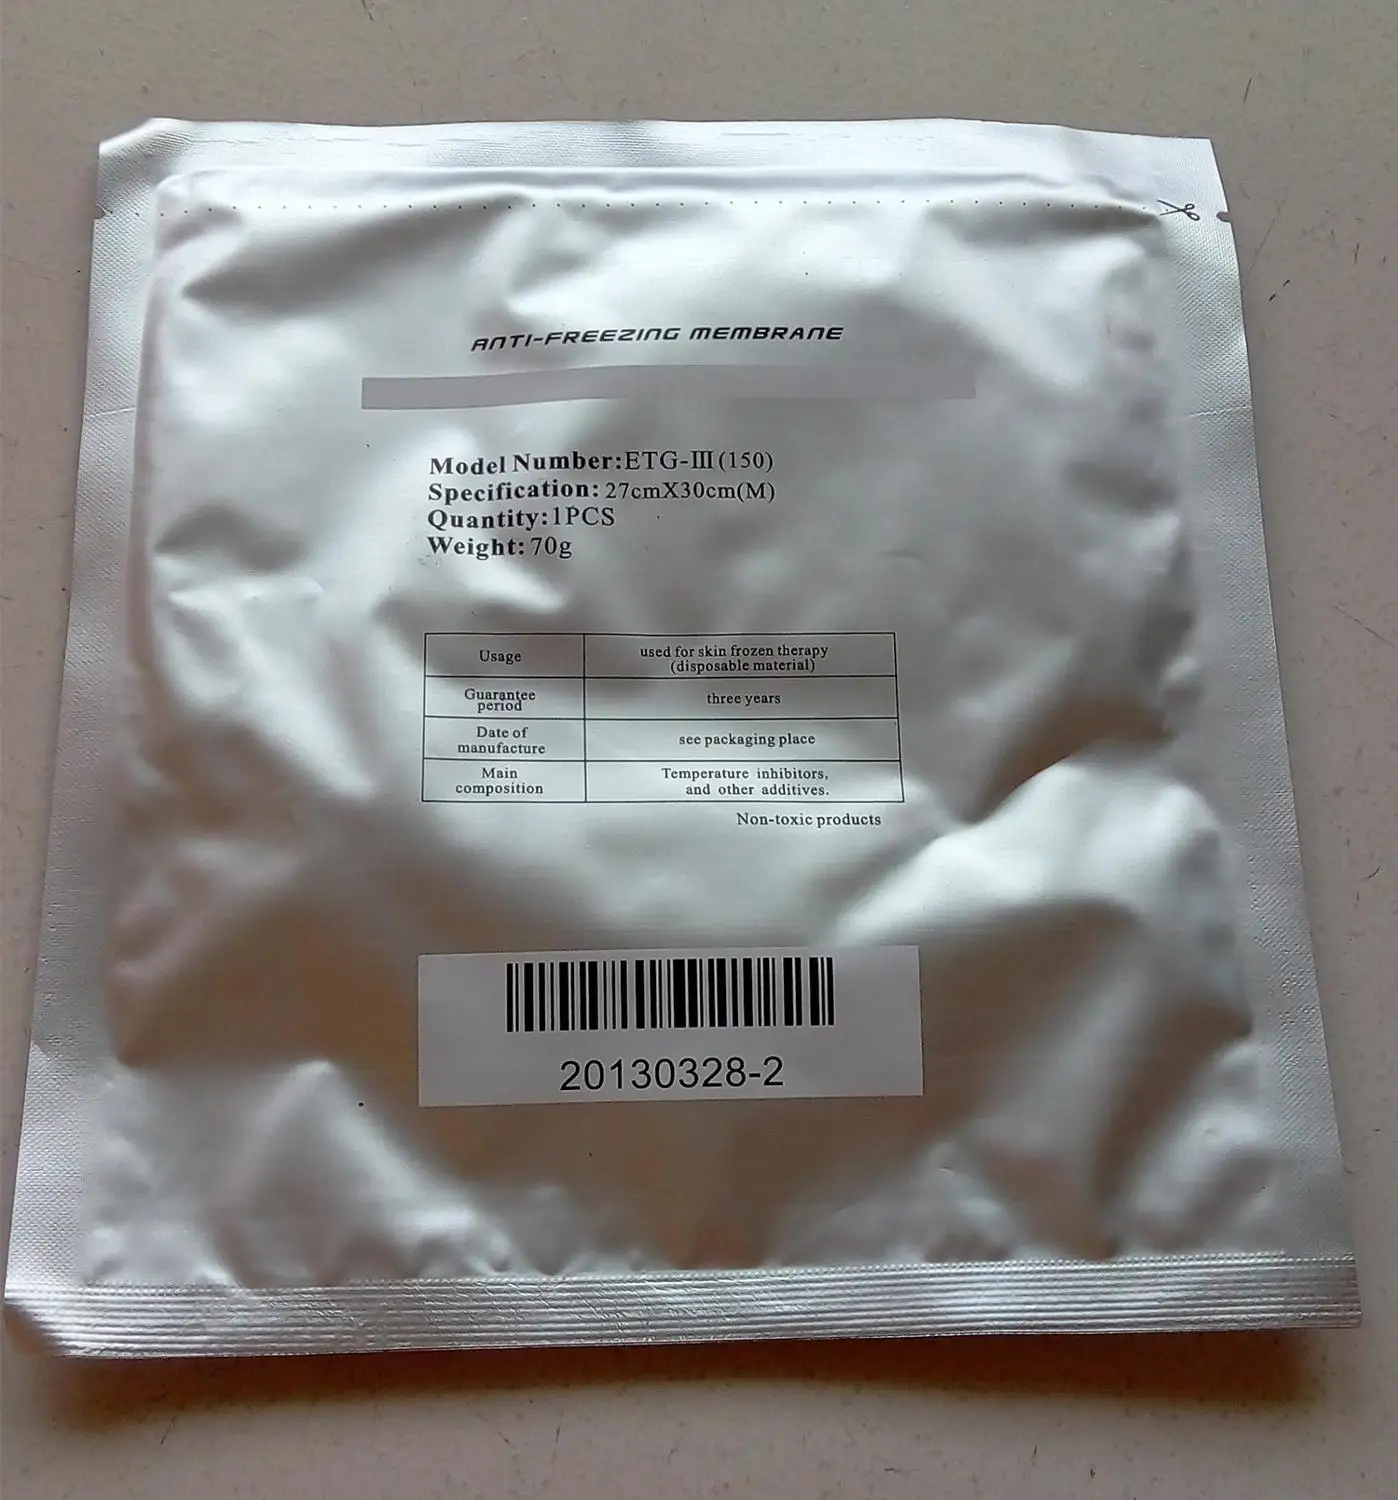 ANTI-FREEZING MEMBRANE
Model Number:ETG-III(150)
Specification: 27cmX30cm(M)
Quantity:1PCS
Weight: 70g
Usage
used for skin frozen therapy
(disposable material)
Guarantee
period
three years
Date of
manufacture
see packaging place
Main
composition
Temperature inhibitors,
and other additives.
Non-toxic products
20130328-2